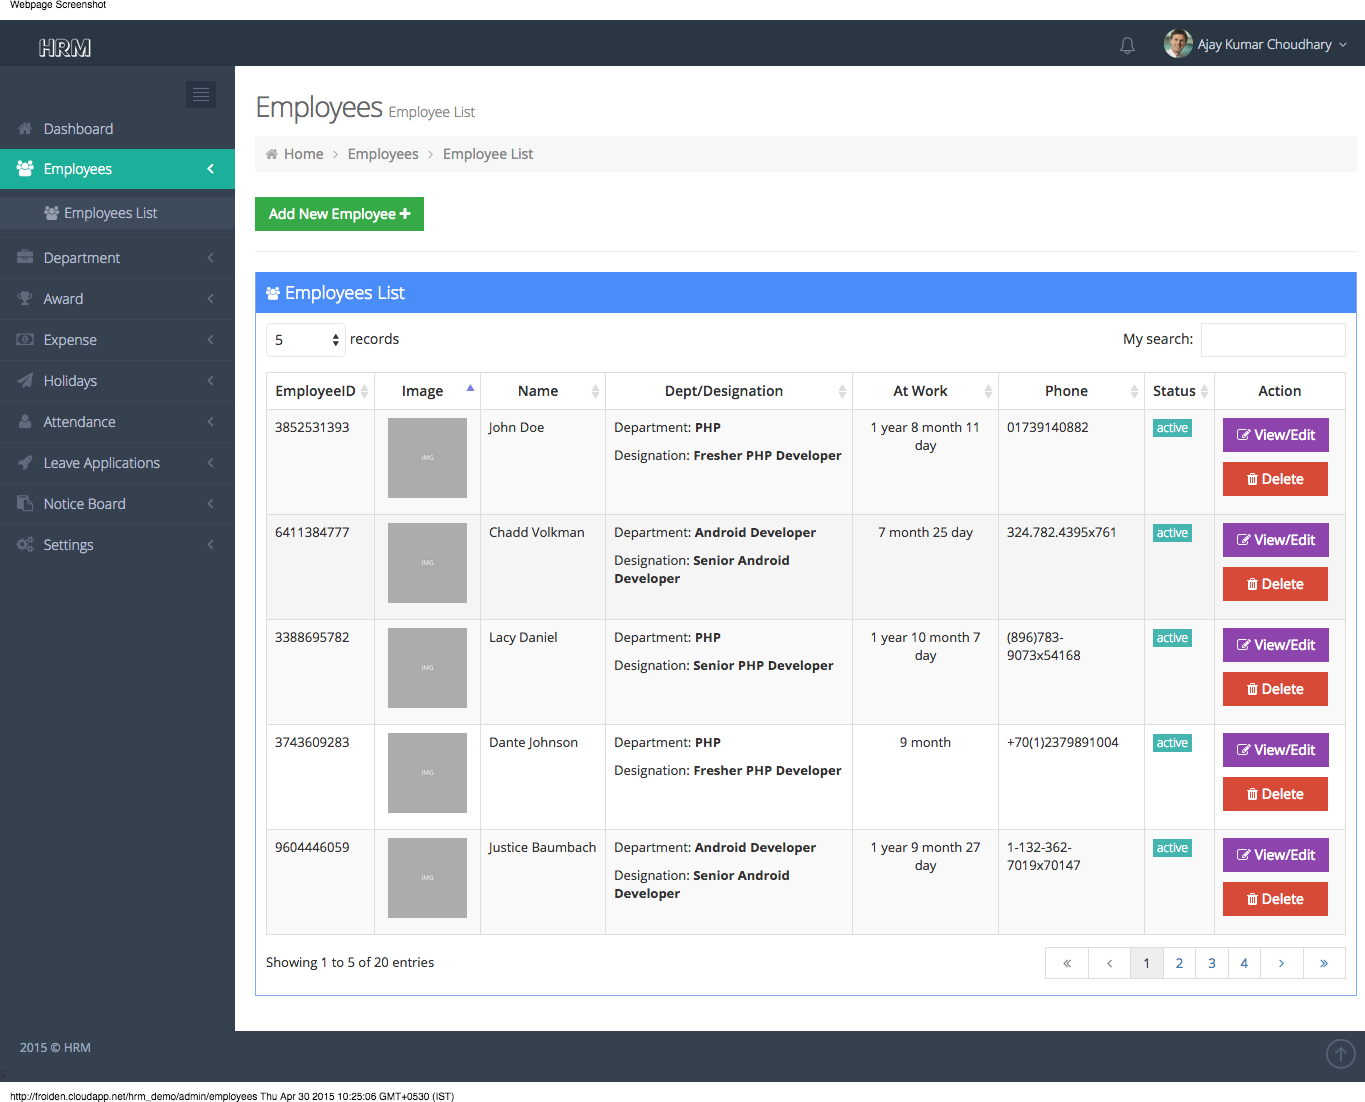 Webpage Screenshot
HRM
Ajay Kumar Choudhary
Dashboard
Employees
Employees List
Department
Award
Expense
Holidays
Attendance
Leave Applications
Notice Board
Settings
Employees Employee List
Home > Employees > Employee List
Add New Employee +
Employees List
5 records
My search:
EmployeeID Image Name Dept/Designation At Work Phone Status Action
3852531393 IMG John Doe Department: PHP
Designation: Fresher PHP Developer
1 year 8 month 11
day
01739140882 active View/Edit
Delete
6411384777 IMG Chadd Volkman Department: Android Developer
Designation: Senior Android
Developer
7 month 25 day 324.782.4395x761 active View/Edit
Delete
3388695782 IMG Lacy Daniel Department: PHP
Designation: Senior PHP Developer
1 year 10 month 7
day
(896)783-
9073x54168
active View/Edit
Delete
3743609283 IMG Dante Johnson Department: PHP
Designation: Fresher PHP Developer
9 month +70(1)2379891004 active View/Edit
Delete
9604446059 IMG Justice Baumbach Department: Android Developer
Designation: Senior Android
Developer
1 year 9 month 27
day
1-132-362-
7019x70147
active View/Edit
Delete
Showing 1 to 5 of 20 entries
« ‹ 1 2 3 4 › »
2015 © HRM
http://froiden.cloudapp.net/hrm_demo/admin/employees Thu Apr 30 2015 10:25:06 GMT+0530 (IST)